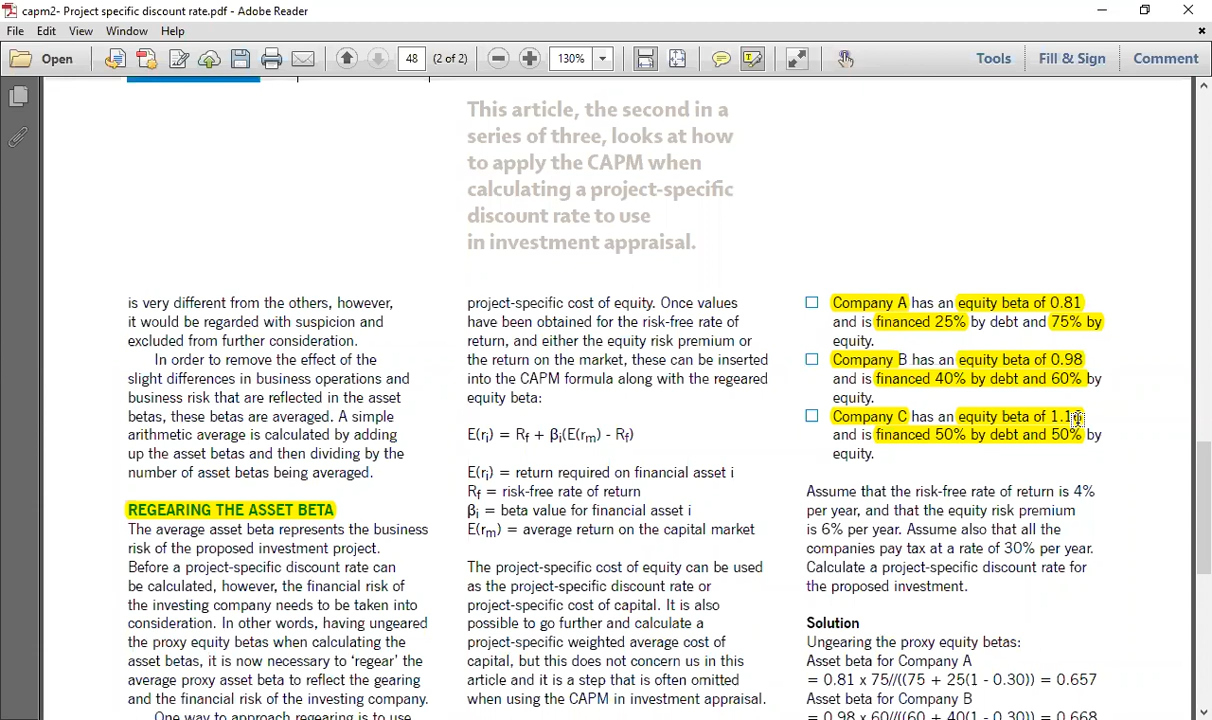 capm2- Project specific discount rate.pdf - Adobe Reader
File Edit View Window Help
Open 48 (2 of 2) 130% Tools Fill & Sign Comment
This article, the second in a
series of three, looks at how
to apply the CAPM when
calculating a project-specific
discount rate to use
in investment appraisal.
is very different from the others, however,
it would be regarded with suspicion and
excluded from further consideration.
In order to remove the effect of the
slight differences in business operations and
business risk that are reflected in the asset
betas, these betas are averaged. A simple
arithmetic average is calculated by adding
up the asset betas and then dividing by the
number of asset betas being averaged.
REGEARING THE ASSET BETA
The average asset beta represents the business
risk of the proposed investment project.
Before a project-specific discount rate can
be calculated, however, the financial risk of
the investing company needs to be taken into
consideration. In other words, having ungeared
the proxy equity betas when calculating the
asset betas, it is now necessary to ‘regear’ the
average proxy asset beta to reflect the gearing
and the financial risk of the investing company.
One way to approach regearing is to use
project-specific cost of equity. Once values
have been obtained for the risk-free rate of
return, and either the equity risk premium or
the return on the market, these can be inserted
into the CAPM formula along with the regeared
equity beta:
E(ri) = Rf + βi(E(rm) - Rf)
E(ri) = return required on financial asset i
Rf = risk-free rate of return
βi = beta value for financial asset i
E(rm) = average return on the capital market
The project-specific cost of equity can be used
as the project-specific discount rate or
project-specific cost of capital. It is also
possible to go further and calculate a
project-specific weighted average cost of
capital, but this does not concern us in this
article and it is a step that is often omitted
when using the CAPM in investment appraisal.
Company A has an equity beta of 0.81
and is financed 25% by debt and 75% by
equity.
Company B has an equity beta of 0.98
and is financed 40% by debt and 60% by
equity.
Company C has an equity beta of
and is financed 50% by debt and 50% by
equity.
Assume that the risk-free rate of return is 4%
per year, and that the equity risk premium
is 6% per year. Assume also that all the
companies pay tax at a rate of 30% per year.
Calculate a project-specific discount rate for
the proposed investment.
Solution
Ungearing the proxy equity betas:
Asset beta for Company A
= 0.81 x 75//((75 + 25(1 - 0.30)) = 0.657
Asset beta for Company B
= 0.98 x 60//((60 + 40(1 - 0.30)) = 0.668